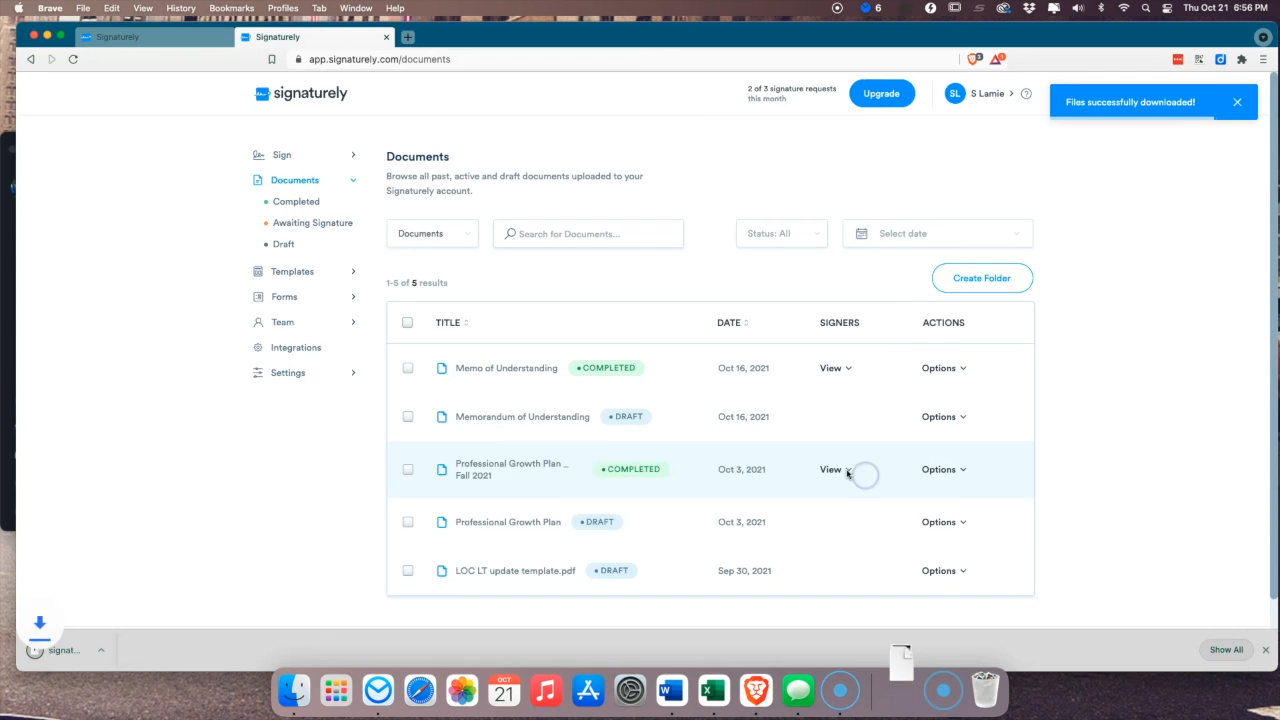 Brave File Edit View History Bookmarks Profiles Tab Window Help 6 Thu Oct 21 5:56 PM
Signaturely Signaturely
app.signaturely.com/documents
signaturely 2 of 3 signature requests this month Upgrade SL S Lamie Files successfully downloaded!
Sign
Documents
Completed
Awaiting Signature
Draft
Templates
Forms
Team
Integrations
Settings
Documents
Browse all past, active and draft documents uploaded to your
Signaturely account.
Documents Search for Documents... Status: All Select date
1-5 of 5 results Create Folder
TITLE DATE SIGNERS ACTIONS
Memo of Understanding COMPLETED Oct 16, 2021 View Options
Memorandum of Understanding DRAFT Oct 16, 2021 Options
Professional Growth Plan _
Fall 2021 COMPLETED Oct 3, 2021 View Options
Professional Growth Plan DRAFT Oct 3, 2021 Options
LOC LT update template.pdf DRAFT Sep 30, 2021 Options
signat... Show All
OCT
21